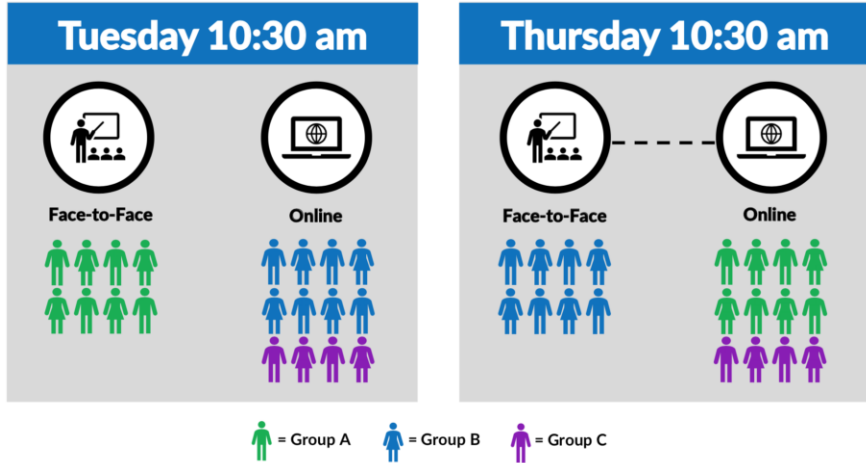 Tuesday 10:30 am
Face-to-Face
Online
Thursday 10:30 am
Face-to-Face
Online
= Group A
= Group B
= Group C